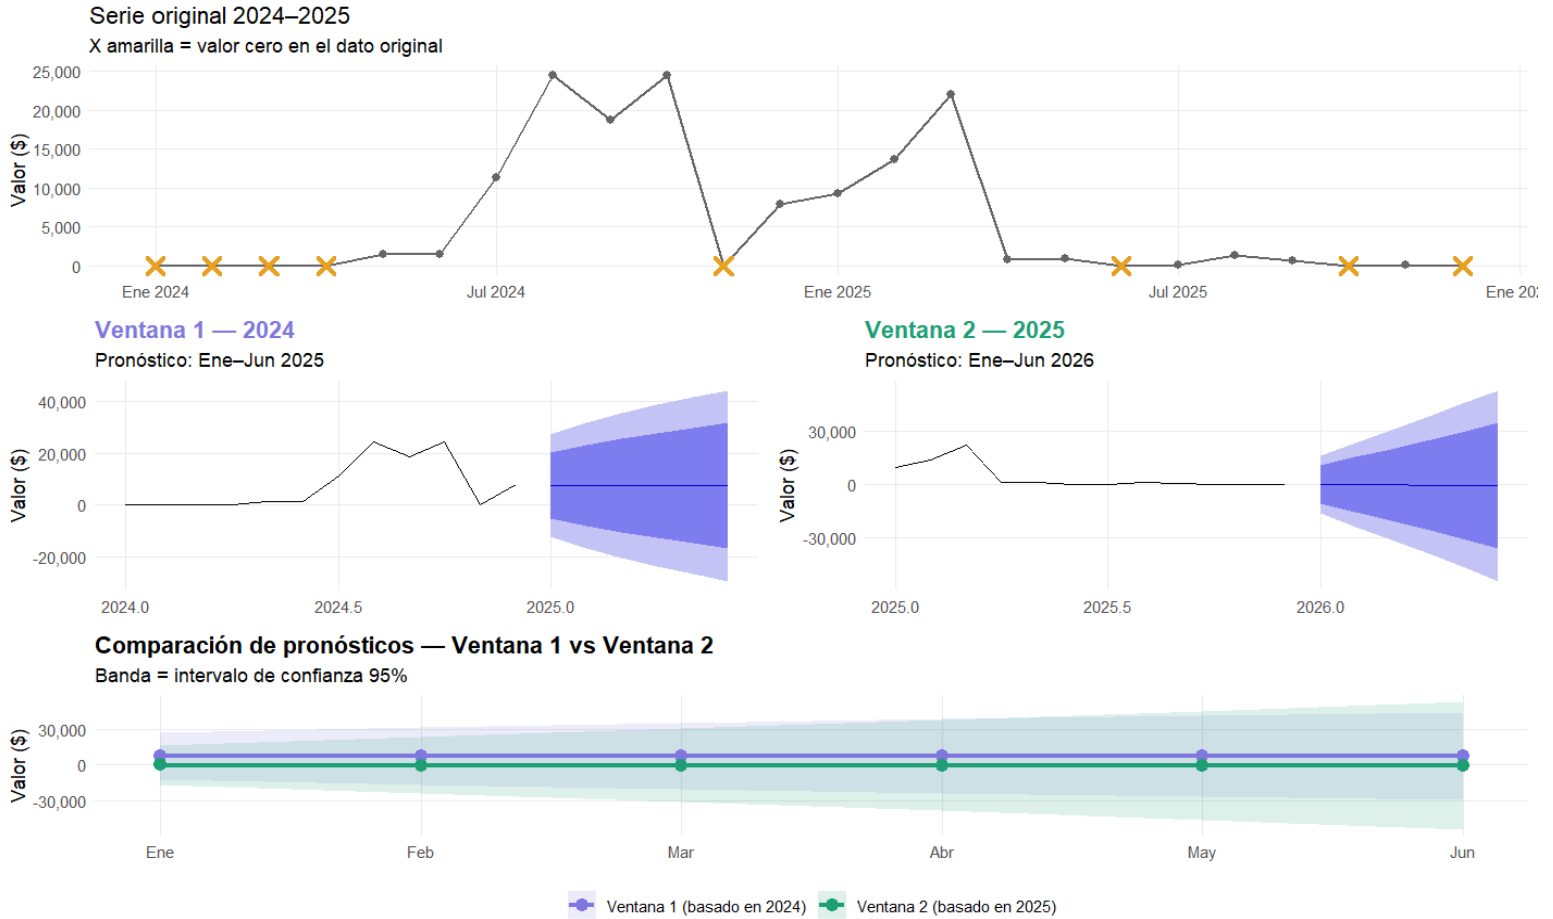 Serie original 2024–2025
X amarilla = valor cero en el dato original
Valor ($)
25,000
20,000
15,000
10,000
5,000
0
Ene 2024
Jul 2024
Ene 2025
Jul 2025
Ene 202
Ventana 1 — 2024
Pronóstico: Ene–Jun 2025
Valor ($)
40,000
20,000
0
-20,000
2024.0
2024.5
2025.0
Ventana 2 — 2025
Pronóstico: Ene–Jun 2026
Valor ($)
30,000
0
-30,000
2025.0
2025.5
2026.0
Comparación de pronósticos — Ventana 1 vs Ventana 2
Banda = intervalo de confianza 95%
Valor ($)
30,000
0
-30,000
Ene
Feb
Mar
Abr
May
Jun
Ventana 1 (basado en 2024)
Ventana 2 (basado en 2025)